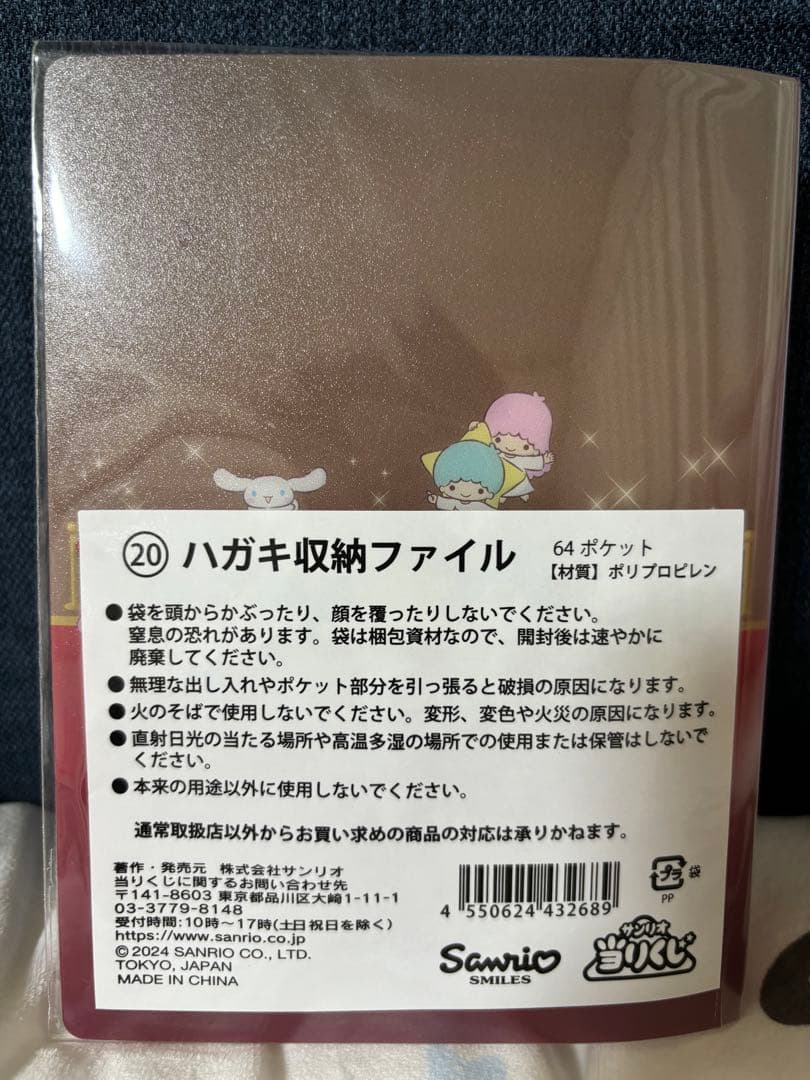 ⑳ ハガキ収納ファイル
64 ポケット
【材質】ポリプロピレン
●袋を頭からかぶったり、顔を覆ったりしないでください。
窒息の恐れがあります。袋は梱包資材なので、開封後は速やかに
廃棄してください。
●無理な出し入れやポケット部分を引っ張ると破損の原因になります。
●火のそばで使用しないでください。変形、変色や火災の原因になります。
●直射日光の当たる場所や高温多湿の場所での使用または保管はしないで
ください。
●本来の用途以外に使用しないでください。
通常取扱店以外からお買い求めの商品の対応は承りかねます。
著作・発売元 株式会社サンリオ
当りくじに関するお問い合わせ先
〒141-8603 東京都品川区大崎1-11-1
03-3779-8148
受付時間:10時～17時(土日祝日を除く)
https://www.sanrio.co.jp
© 2024 SANRIO CO., LTD.
TOKYO, JAPAN
MADE IN CHINA
4 550624 432689
プラ 袋
PP
Sanrio
SMILES
サンリオ
当りくじ